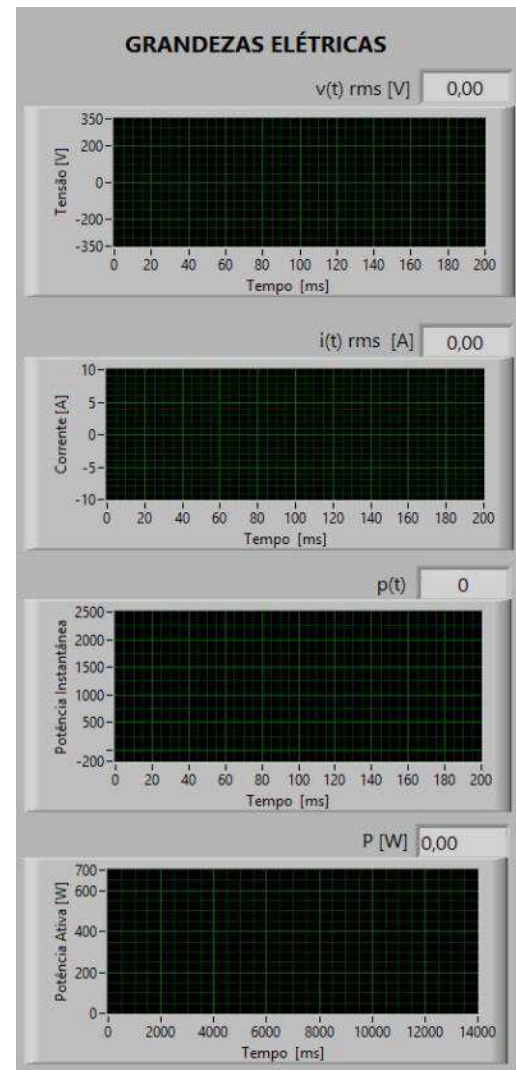 GRANDEZAS ELÉTRICAS
v(t) rms [V] 0,00
350
200
0
-200
-350
Tensão [V]
0 20 40 60 80 100 120 140 160 180 200
Tempo [ms]
i(t) rms [A] 0,00
10
5
0
-5
-10
Corrente [A]
0 20 40 60 80 100 120 140 160 180 200
Tempo [ms]
p(t) 0
2500
2000
1500
1000
500
-200
Potência Instantânea
0 20 40 60 80 100 120 140 160 180 200
Tempo [ms]
P [W] 0,00
700
600
400
200
0
Potência Ativa [W]
0 2000 4000 6000 8000 10000 12000 14000
Tempo [ms]